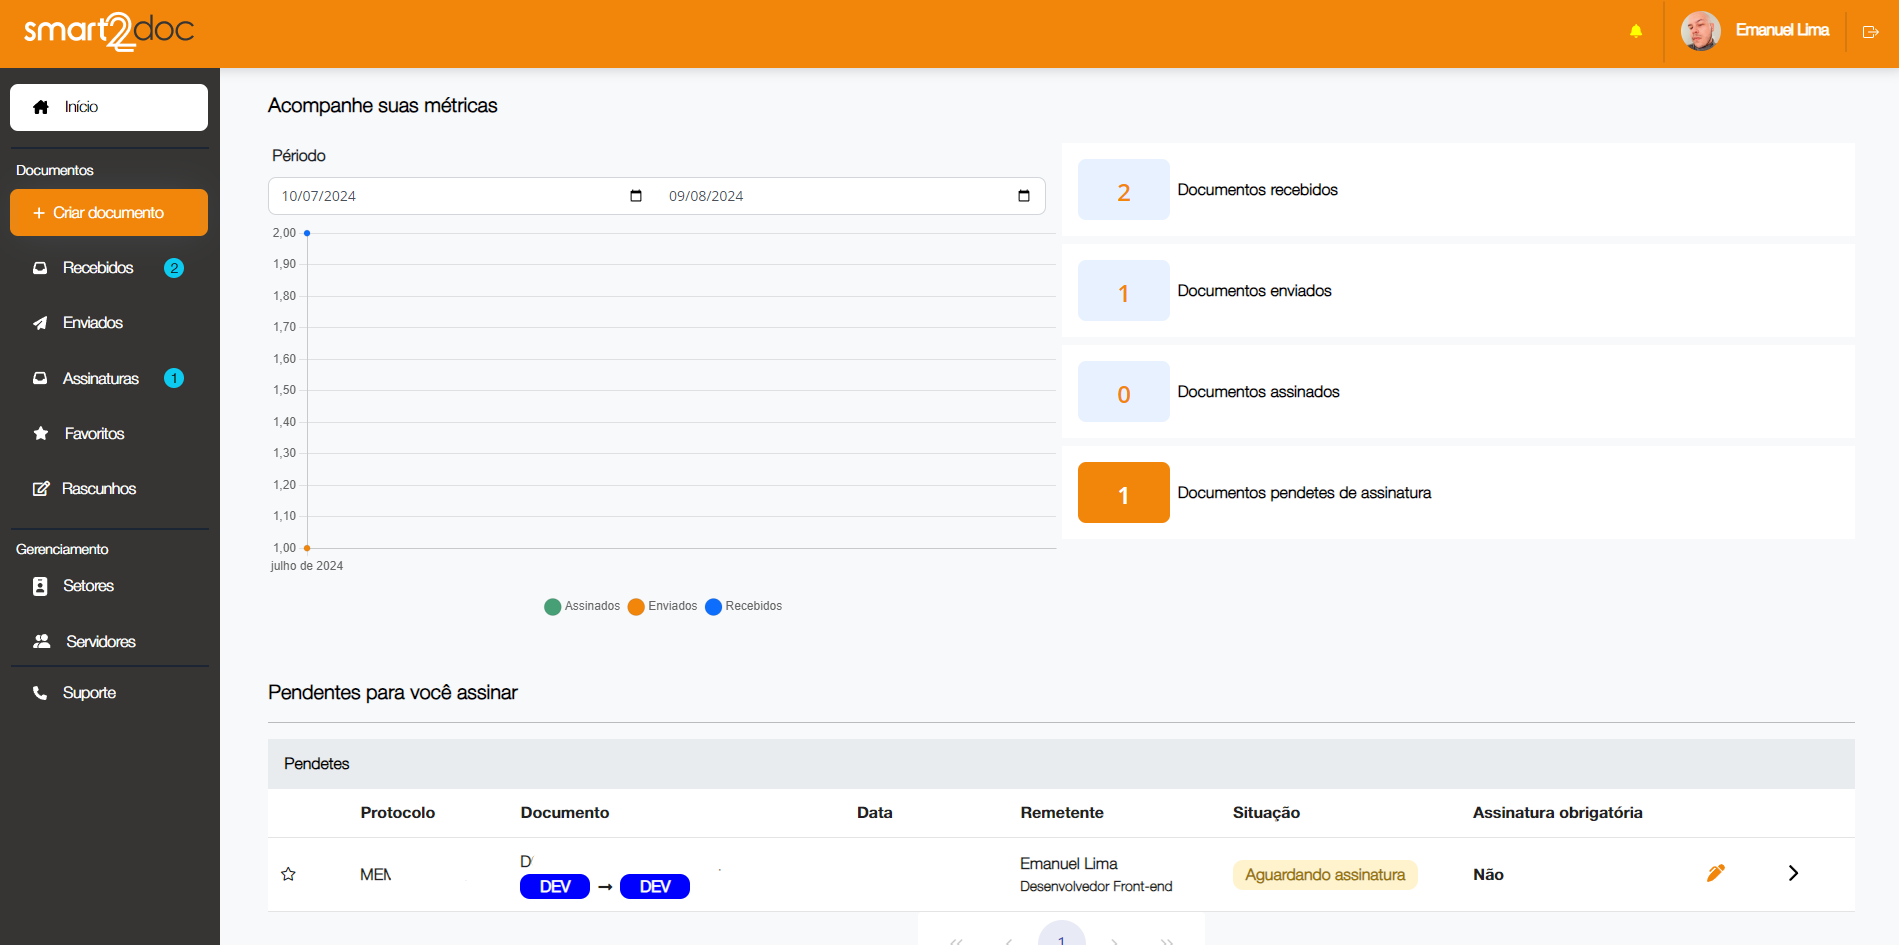 smart2doc
Emanuel Lima
Início
Documentos
+ Criar documento
Recebidos 2
Enviados
Assinaturas 1
Favoritos
Rascunhos
Gerenciamento
Setores
Servidores
Suporte
Acompanhe suas métricas
Périodo
10/07/2024 09/08/2024
2,00
1,90
1,80
1,70
1,60
1,50
1,40
1,30
1,20
1,10
1,00
julho de 2024
Assinados Enviados Recebidos
2 Documentos recebidos
1 Documentos enviados
0 Documentos assinados
1 Documentos pendetes de assinatura
Pendentes para você assinar
Pendetes
Protocolo Documento Data Remetente Situação Assinatura obrigatória
DEV → DEV
Emanuel Lima
Desenvolvedor Front-end
Aguardando assinatura
Não
1